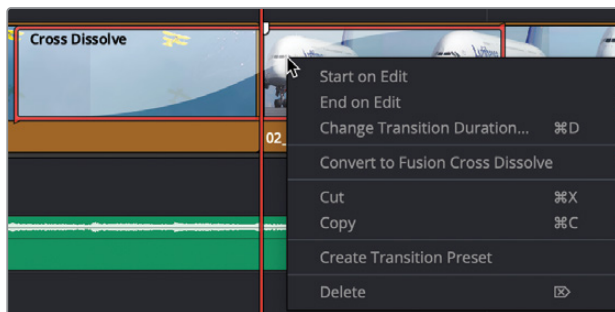 Cross Dissolve
02_
Start on Edit
End on Edit
Change Transition Duration... ⌘D
Convert to Fusion Cross Dissolve
Cut ⌘X
Copy ⌘C
Create Transition Preset
Delete ⌦